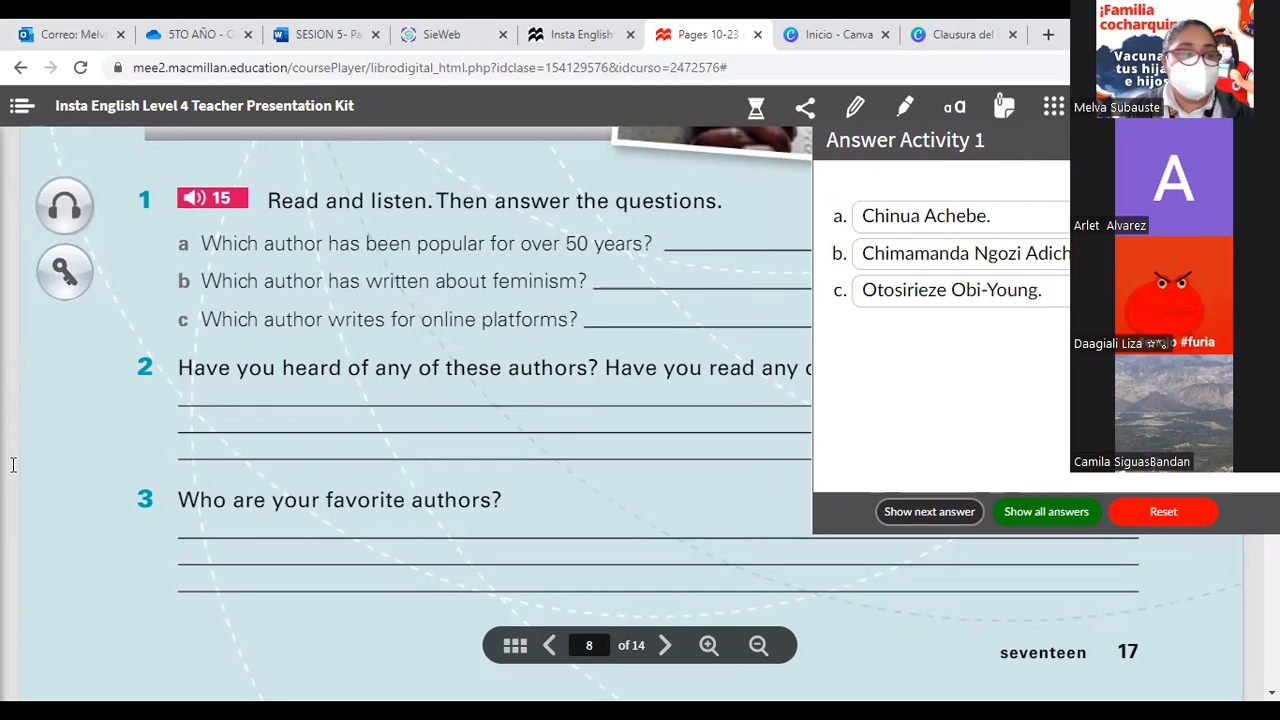 Correo: Melv
5TO AÑO - C
SESION 5- Pa
SieWeb
Insta English
Pages 10-23
Inicio - Canva
Clausura del
mee2.macmillan.education/coursePlayer/librodi
.php?idclase=154129576&idcurso=2472576#
Insta English Level 4 Teacher Presentation Kit
aa
¡Familia
cocharqui
Vacuna
tus hij
e hijos
Melva Subauste
Answer Activity 1
A
Arlet Alvarez
1 15 Read and listen. Then answer the questions.
a Which author has been popular for over 50 years?
b Which author has written about feminism?
c Which author writes for online platforms?
a. Chinua Achebe.
b. Chimamanda Ngozi Adich
c. Otosirieze Obi-Young.
#furia
Daagiali Liza ☆*｡
2 Have you heard of any of these authors? Have you read any
Camila SiguasBandan
3 Who are your favorite authors?
Show next answer
Show all answers
Reset
8 of 14
seventeen 17